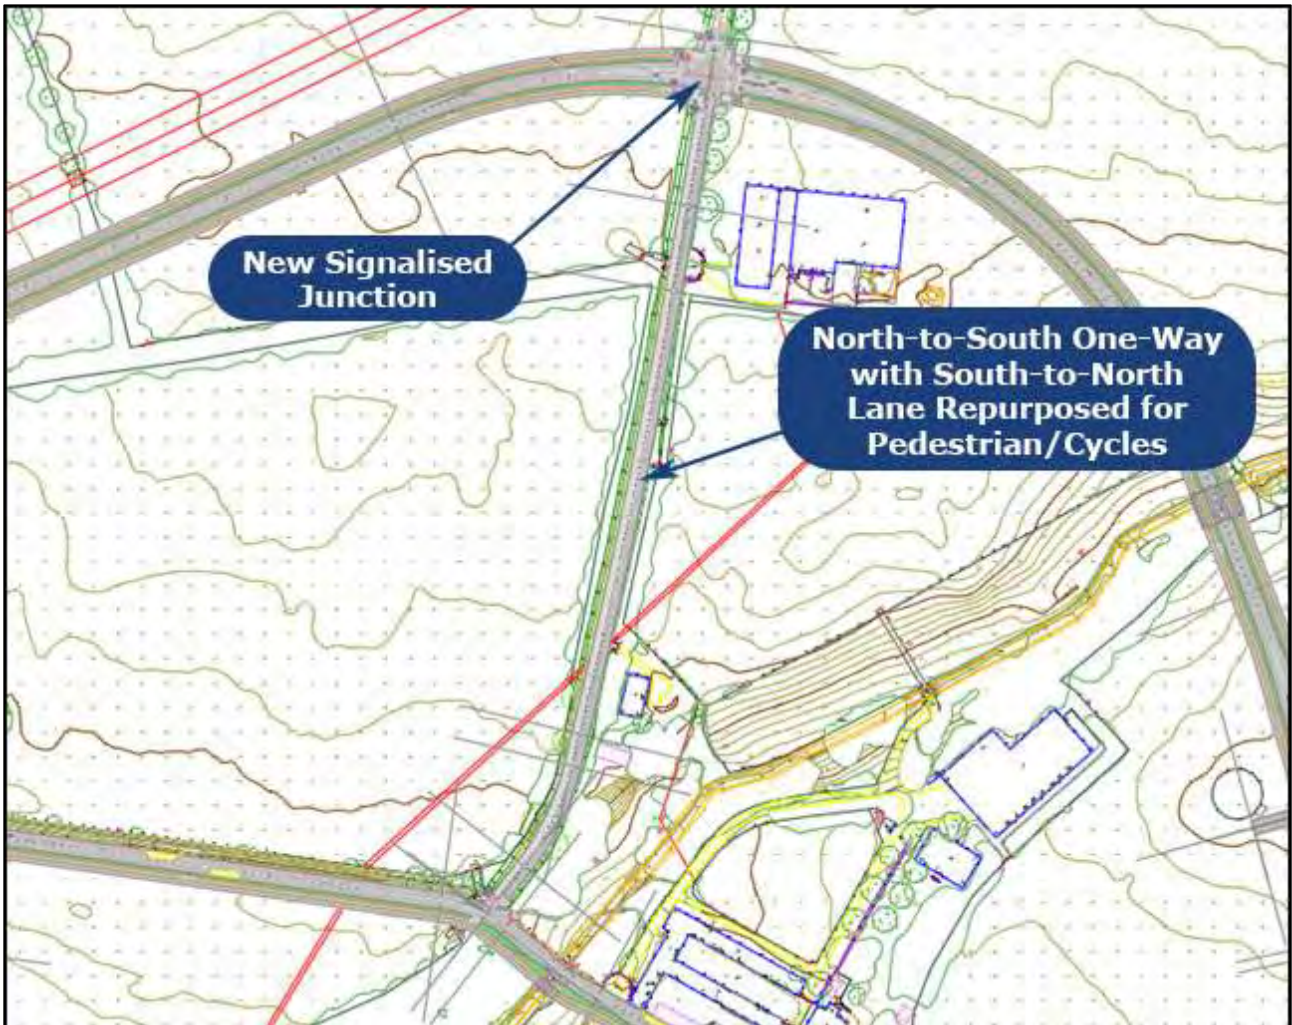 New Signalised
Junction
North-to-South One-Way
with South-to-North
Lane Repurposed for
Pedestrian/Cycles